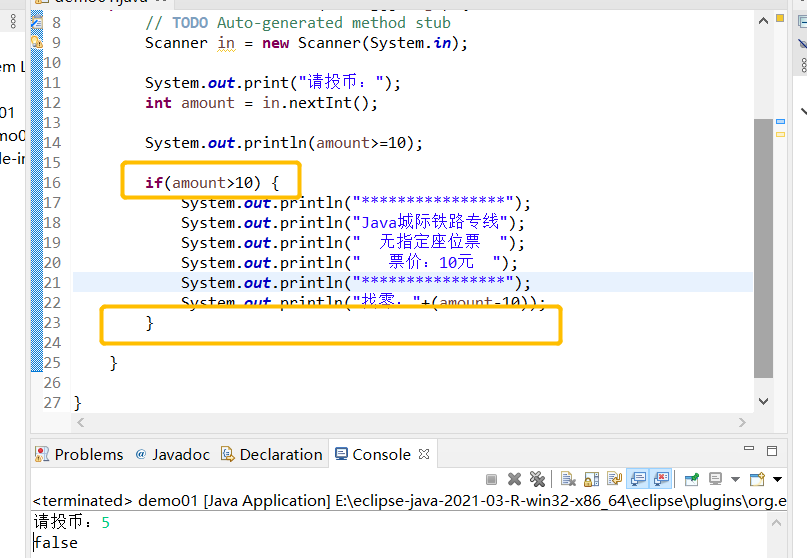 demo01.java
8 // TODO Auto-generated method stub
9 Scanner in = new Scanner(System.in);
10
11 System.out.print("请投币：");
12 int amount = in.nextInt();
13
14 System.out.println(amount>=10);
15
16 if(amount>10) {
17 System.out.println("****************");
18 System.out.println("Java城际铁路专线");
19 System.out.println("  无指定座位票  ");
20 System.out.println("   票价：10元  ");
21 System.out.println("****************");
22 System.out.println("找零："+(amount-10));
23 }
24
25 }
26
27 }
em L
01
mo0
le-in
Problems @ Javadoc Declaration Console
<terminated> demo01 [Java Application] E:\eclipse-java-2021-03-R-win32-x86_64\eclipse\plugins\org.e
请投币：5
false